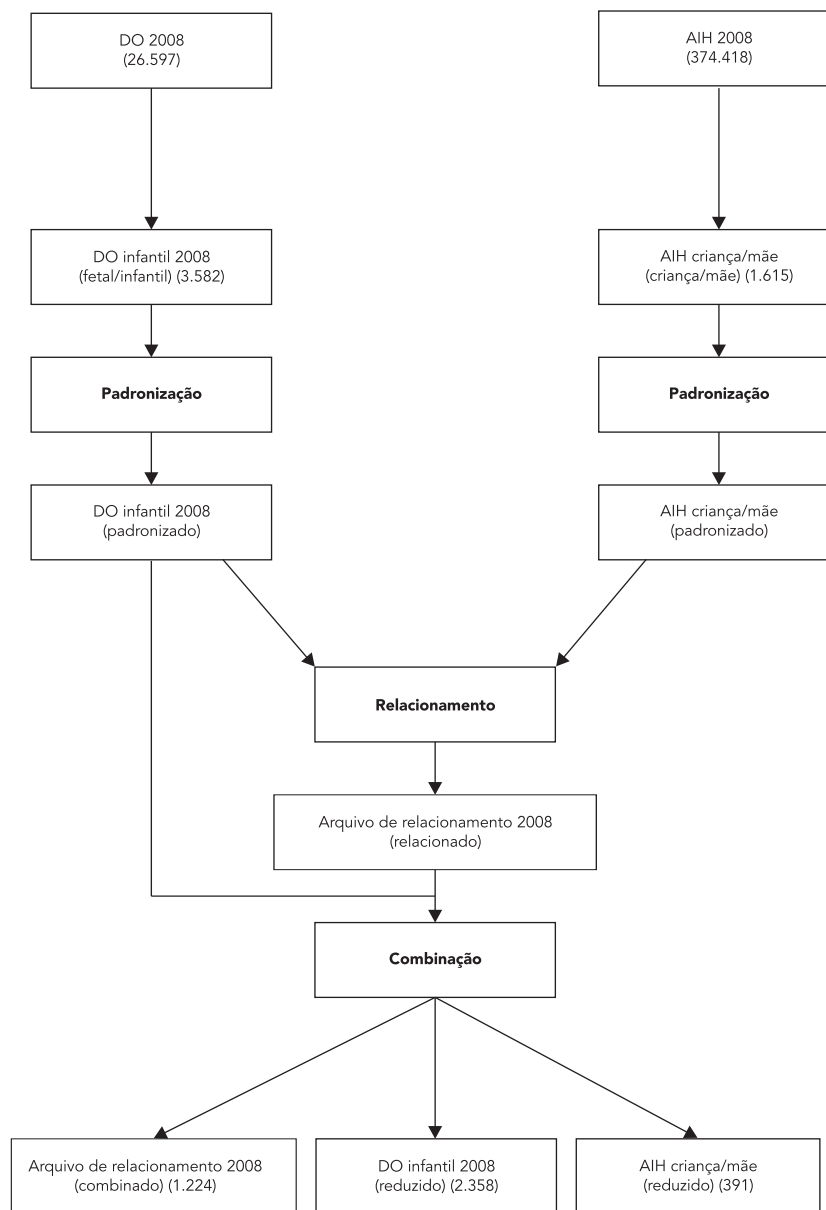 DO 2008
(26.597)
AIH 2008
(374.418)
DO infantil 2008
(fetal/infantil) (3.582)
AIH criança/mãe
(criança/mãe) (1.615)
Padronização
Padronização
DO infantil 2008
(padronizado)
AIH criança/mãe
(padronizado)
Relacionamento
Arquivo de relacionamento 2008
(relacionado)
Combinação
Arquivo de relacionamento 2008
(combinado) (1.224)
DO infantil 2008
(reduzido) (2.358)
AIH criança/mãe
(reduzido) (391)